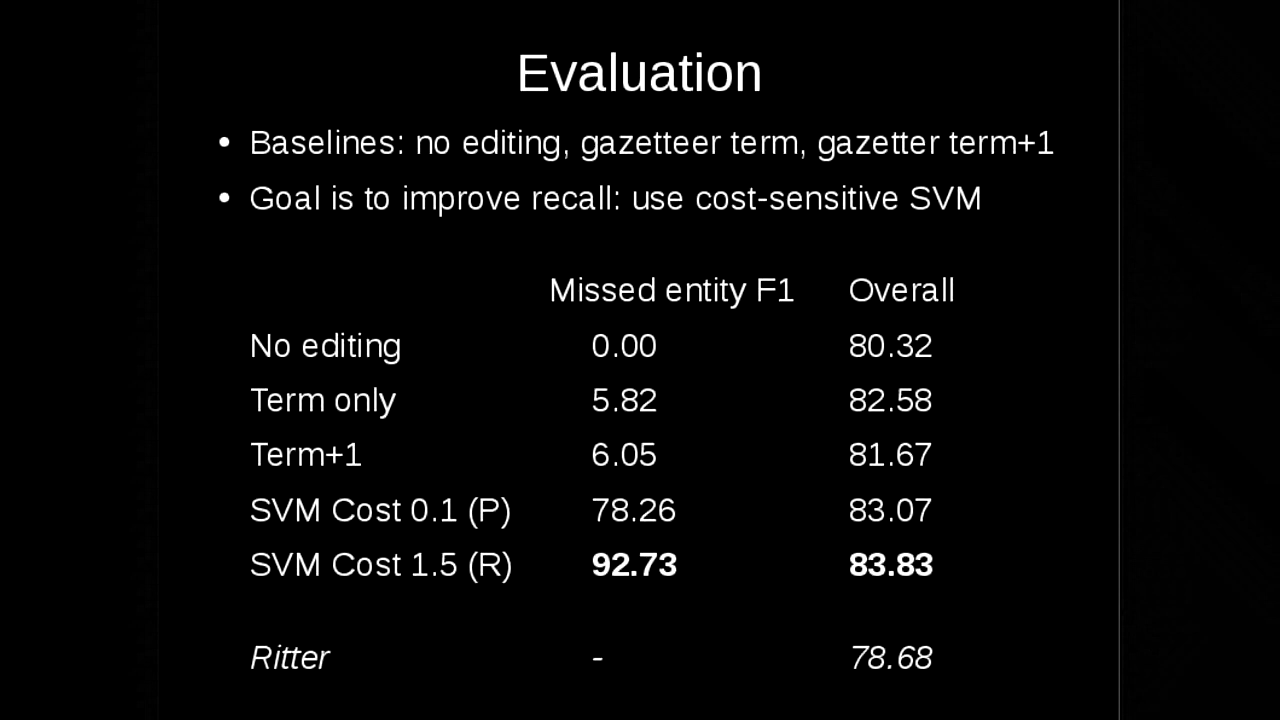 Evaluation
• Baselines: no editing, gazetteer term, gazetter term+1
• Goal is to improve recall: use cost-sensitive SVM
Missed entity F1 Overall
No editing 0.00 80.32
Term only 5.82 82.58
Term+1 6.05 81.67
SVM Cost 0.1 (P) 78.26 83.07
SVM Cost 1.5 (R) 92.73 83.83
Ritter - 78.68